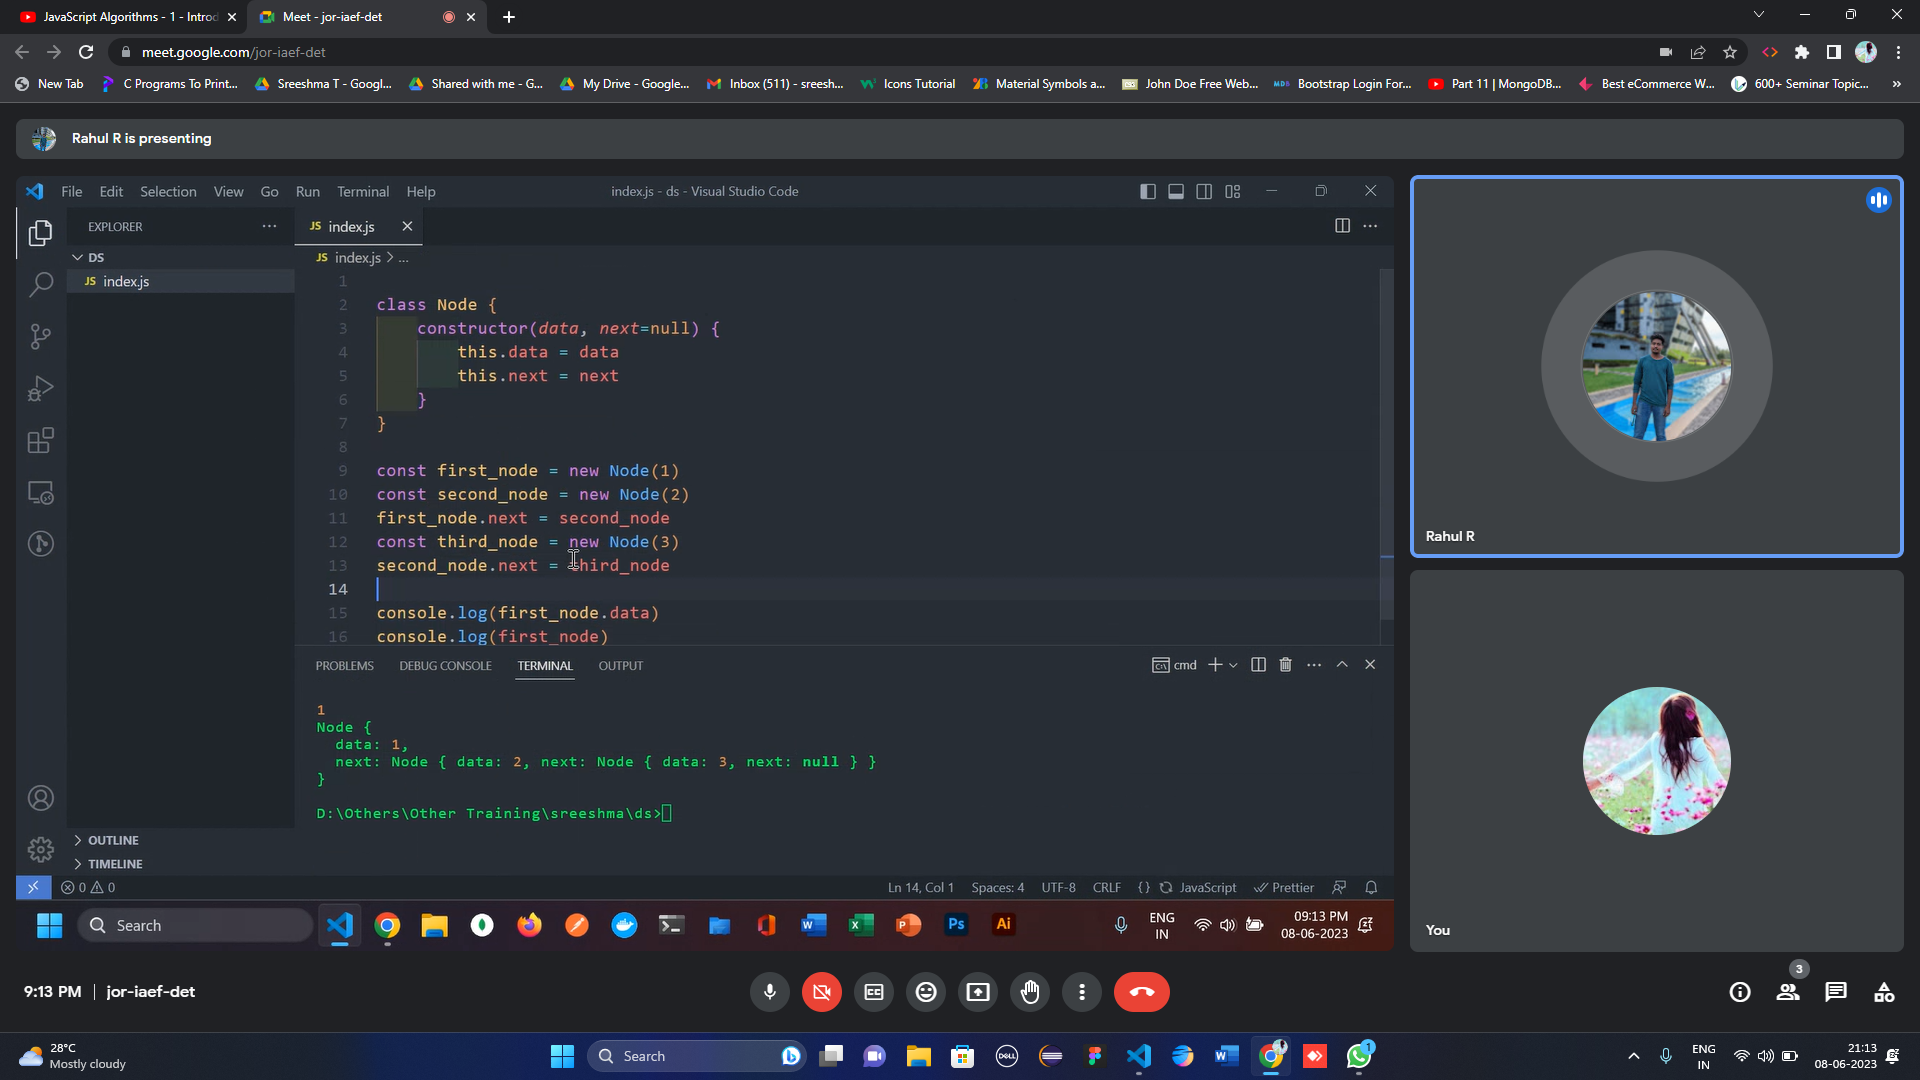 JavaScript Algorithms - 1 - Introd
Meet - jor-iaef-det
meet.google.com/jor-iaef-det
New Tab
C Programs To Print...
Sreeshma T - Googl...
Shared with me - G...
My Drive - Google...
Inbox (511) - sreesh...
Icons Tutorial
Material Symbols a...
John Doe Free Web...
Bootstrap Login For...
Part 11 | MongoDB...
Best eCommerce W...
600+ Seminar Topic...
Rahul R is presenting
File Edit Selection View Go Run Terminal Help
index.js - ds - Visual Studio Code
EXPLORER
JS index.js
DS
JS index.js > ...
JS index.js
1
2 class Node {
3 constructor(data, next=null) {
4 this.data = data
5 this.next = next
6 }
7 }
8
9 const first_node = new Node(1)
10 const second_node = new Node(2)
11 first_node.next = second_node
12 const third_node = new Node(3)
13 second_node.next = third_node
14
15 console.log(first_node.data)
16 console.log(first_node)
PROBLEMS DEBUG CONSOLE TERMINAL OUTPUT
cmd
1
Node {
data: 1,
next: Node { data: 2, next: Node { data: 3, next: null } }
}
D:\Others\Other Training\sreeshma\ds>
OUTLINE
TIMELINE
0 0
Ln 14, Col 1 Spaces: 4 UTF-8 CRLF {} JavaScript Prettier
Search
W
X
P
Ps
Ai
ENG
IN
09:13 PM
08-06-2023
Rahul R
You
9:13 PM | jor-iaef-det
3
28°C
Mostly cloudy
Search
DELL
W
1
ENG
IN
21:13
08-06-2023